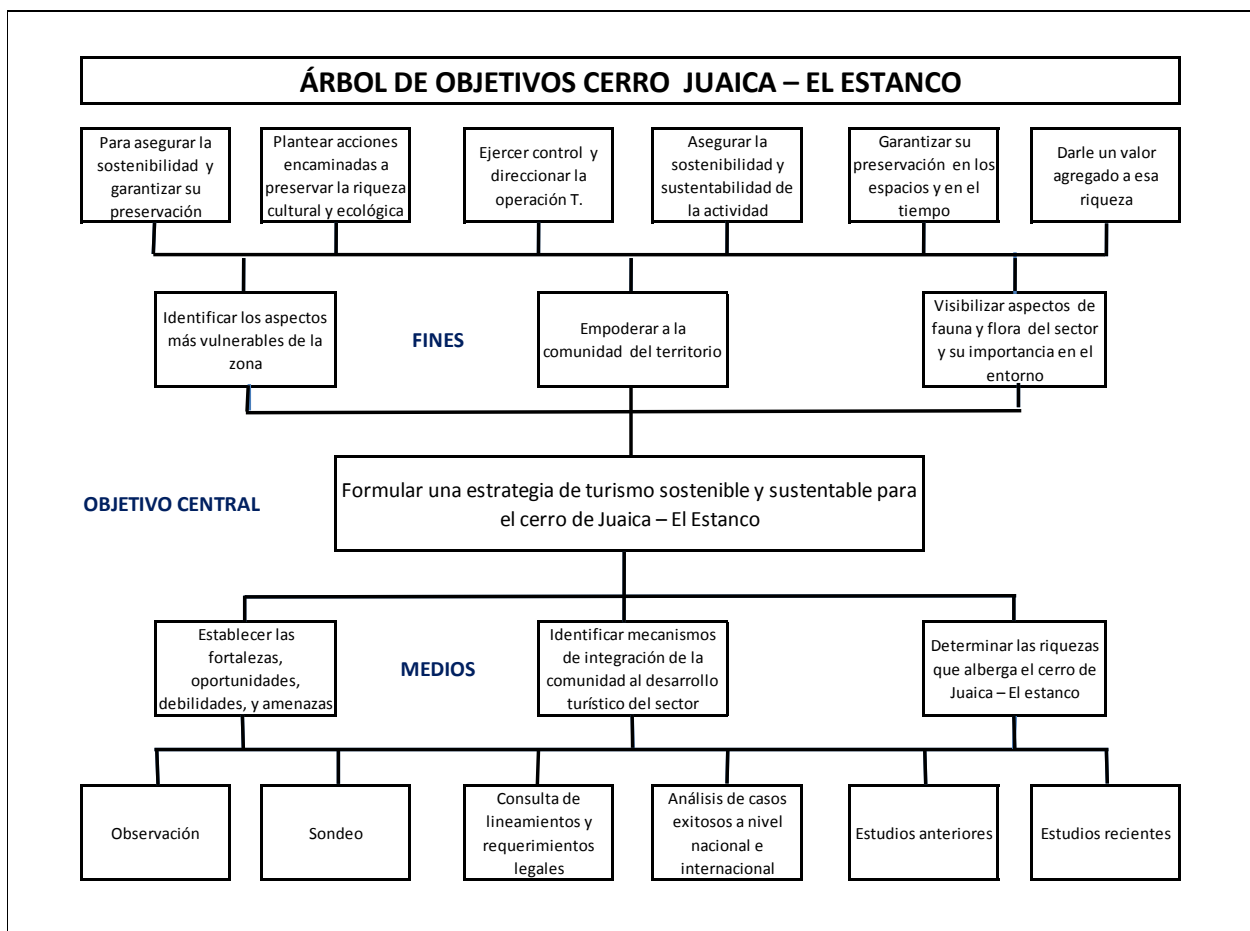 ÁRBOL DE OBJETIVOS CERRO JUAICA – EL ESTANCO
Para asegurar la
sostenibilidad y
garantizar su
preservación
Plantear acciones
encaminadas a
preservar la riqueza
cultural y ecológica
Ejercer control y
direccionar la
operación T.
Asegurar la
sostenibilidad y
sustentabilidad de
la actividad
Garantizar su
preservación en los
espacios y en el
tiempo
Darle un valor
agregado a esa
riqueza
Identificar los aspectos
más vulnerables de la
zona
FINES
Empoderar a la
comunidad del territorio
Visibilizar aspectos de
fauna y flora del sector
y su importancia en el
entorno
OBJETIVO CENTRAL
Formular una estrategia de turismo sostenible y sustentable para
el cerro de Juaica – El Estanco
Establecer las
fortalezas,
oportunidades,
debilidades, y amenazas
MEDIOS
Identificar mecanismos
de integración de la
comunidad al desarrollo
turístico del sector
Determinar las riquezas
que alberga el cerro de
Juaica – El estanco
Observación
Sondeo
Consulta de
lineamientos y
requerimientos
legales
Análisis de casos
exitosos a nivel
nacional e
internacional
Estudios anteriores
Estudios recientes